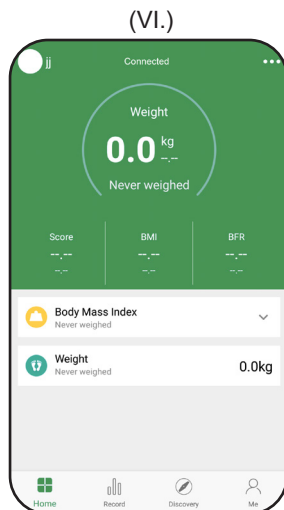 (VI.)
jj Connected •••
Weight
0.0 kg
--.--
Never weighed
Score BMI BFR
--.-- --.-- --.--
--.-- --.-- --.--
Body Mass Index
Never weighed
Weight
Never weighed
0.0kg
Home Record Discovery Me